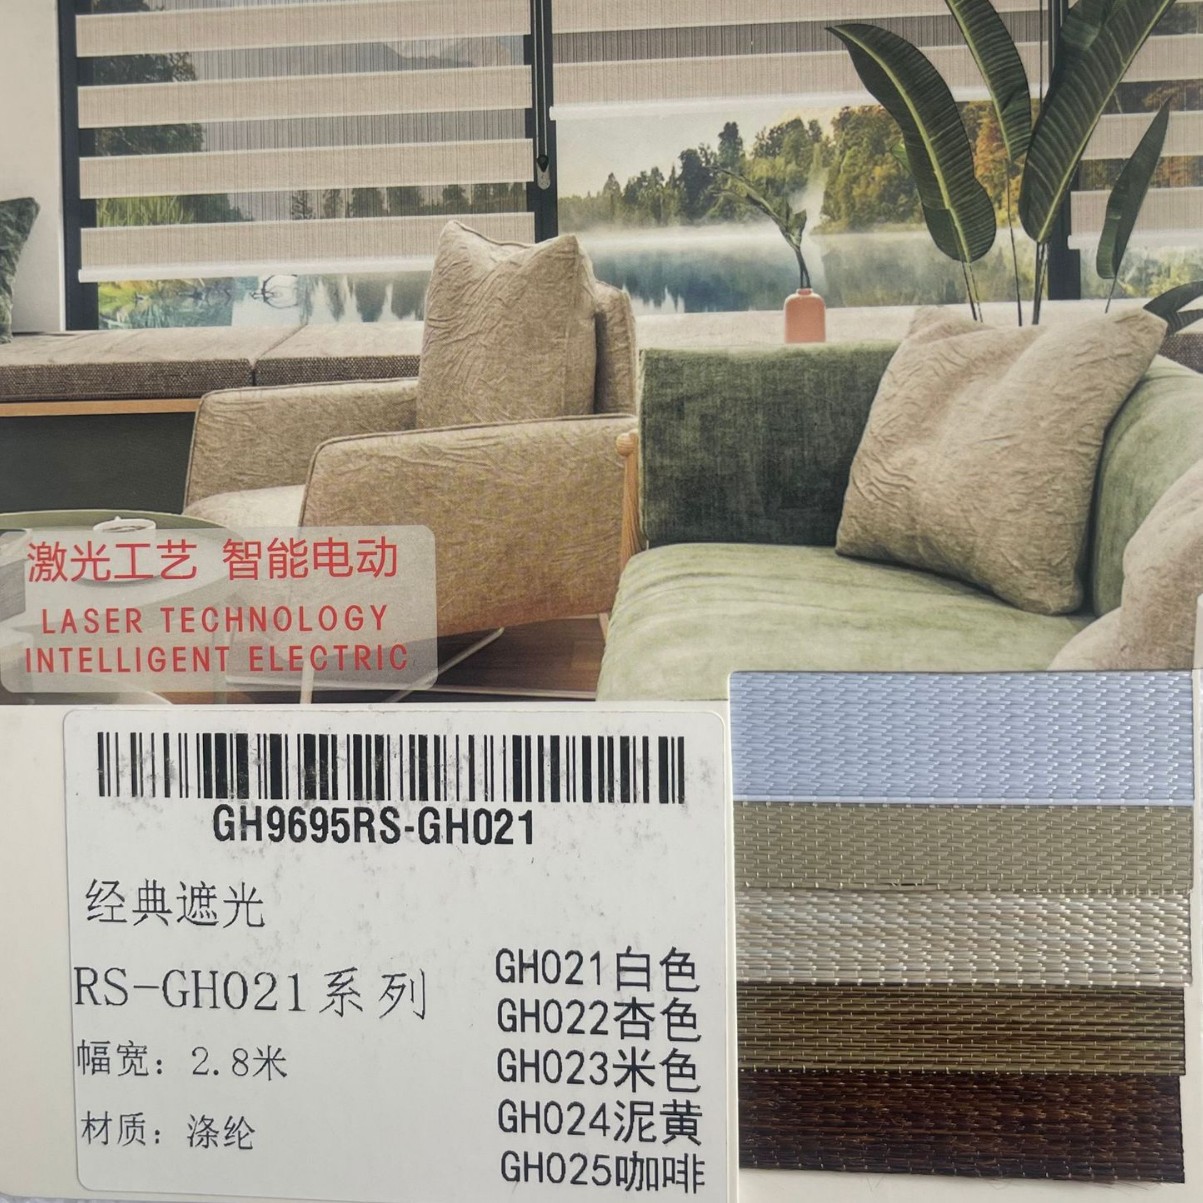 激光工艺 智能电动
LASER TECHNOLOGY
INTELLIGENT ELECTRIC
GH9695RS-GH021
经典遮光
RS-GH021系列
幅宽：2.8米
材质：涤纶
GH021白色
GH022杏色
GH023米色
GH024泥黄
GH025咖啡